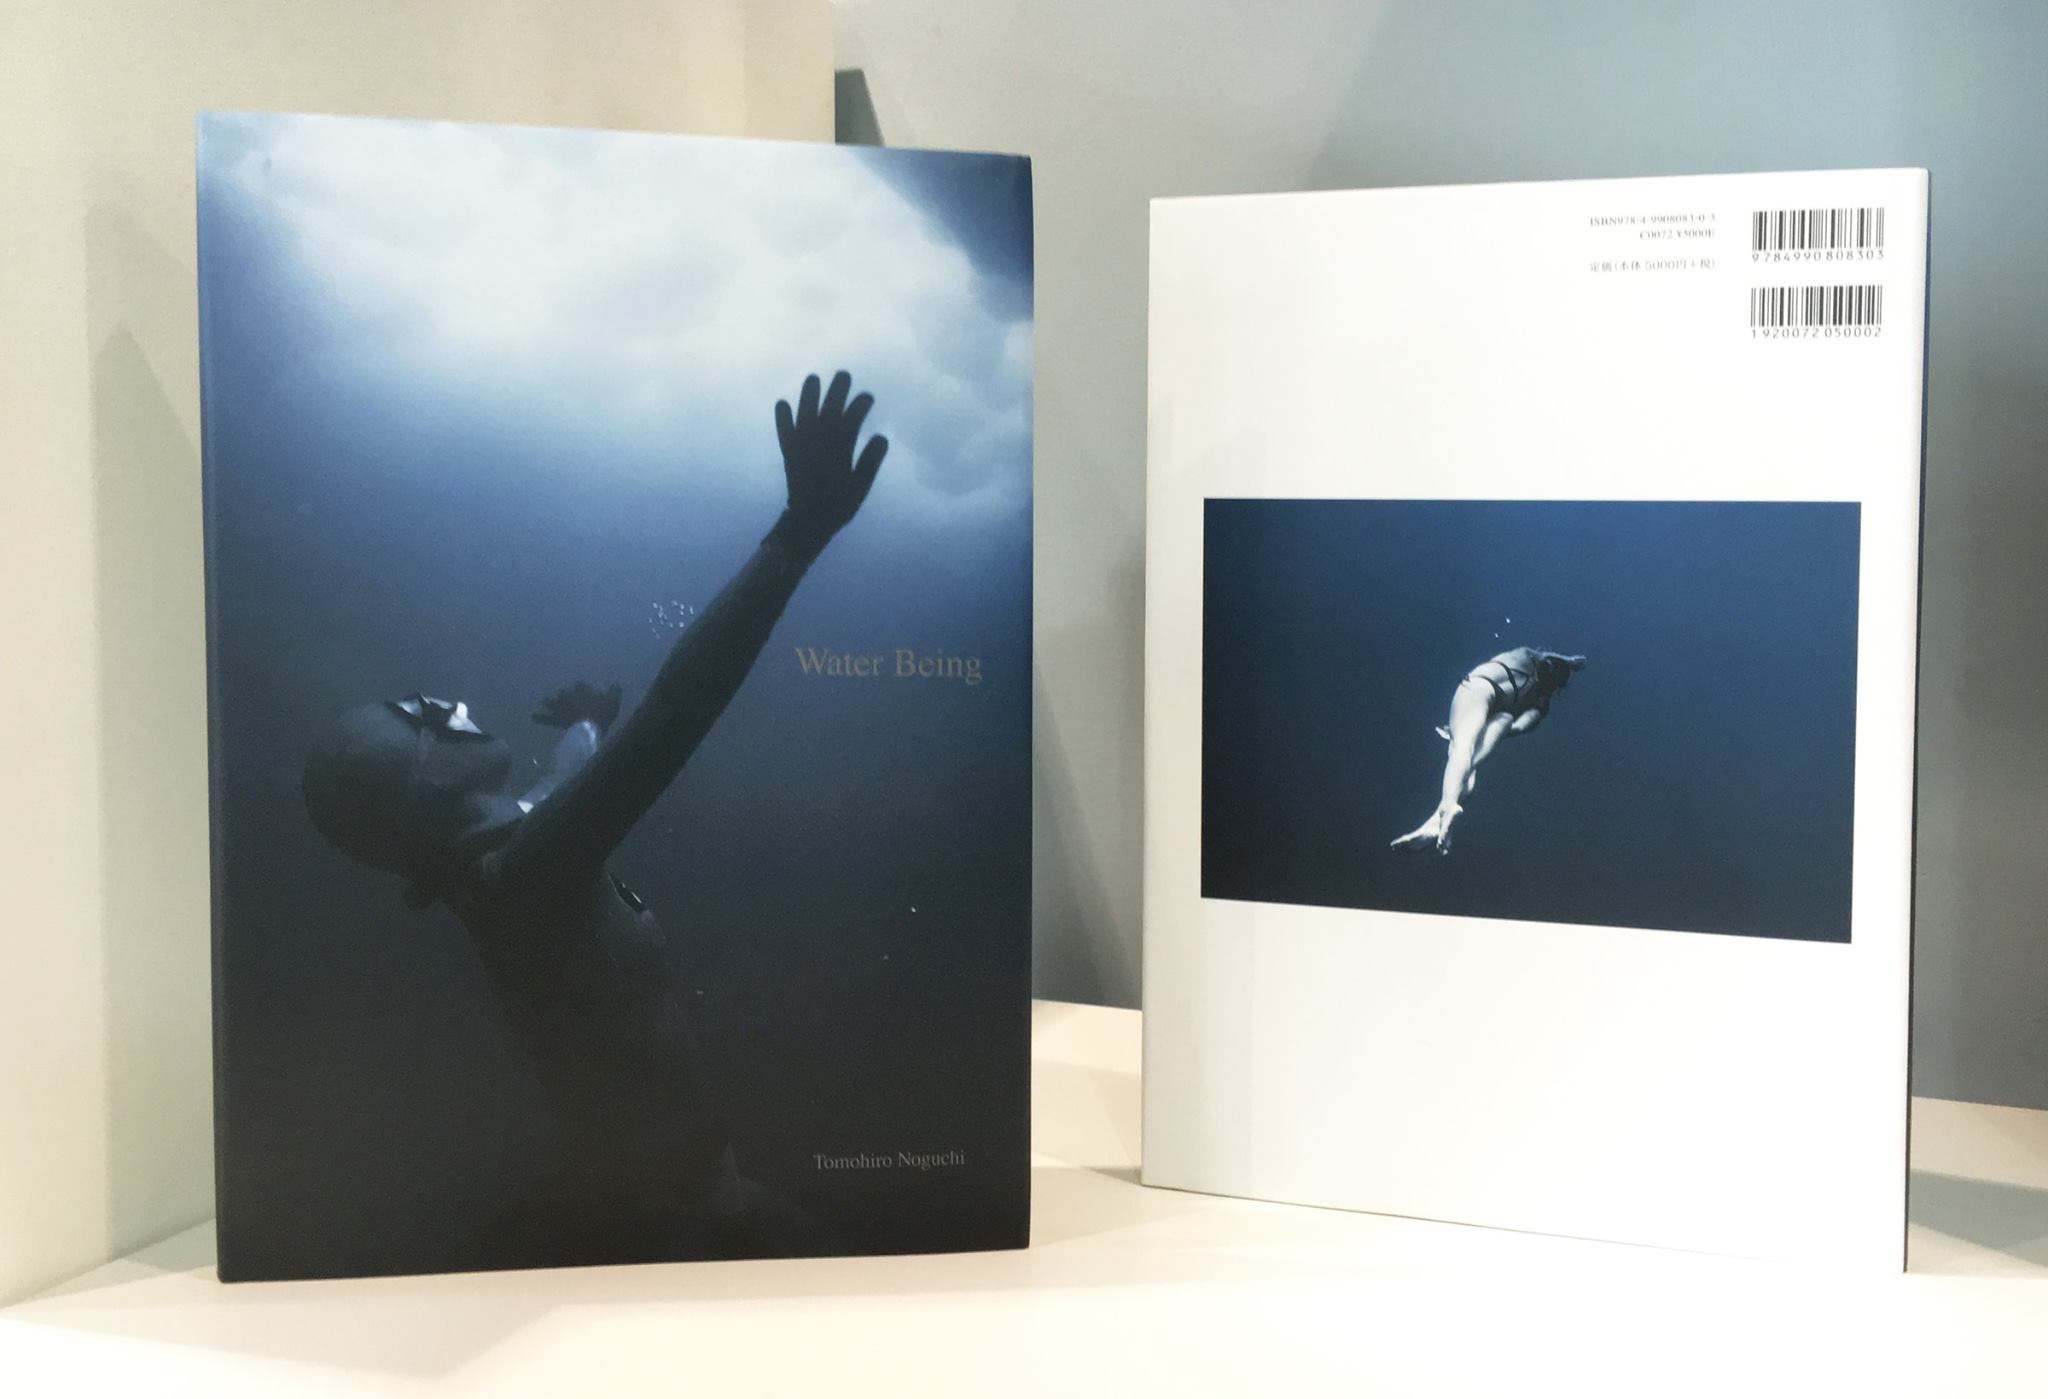 Water Being
Tomohiro Noguchi
ISBN978-4-9908083-0-3
C0072 ¥5000E
定価(本体5000円+税)
9784990808303
1920072050002